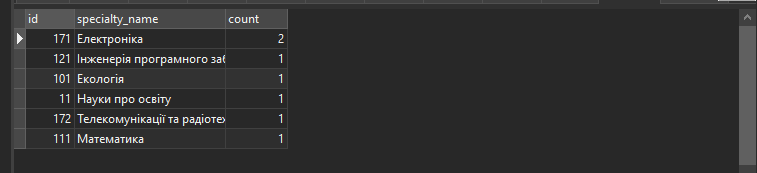 id specialty_name count
171 Електроніка 2
121 Інженерія програмного заб 1
101 Екологія 1
11 Науки про освіту 1
172 Телекомунікації та радіотех 1
111 Математика 1